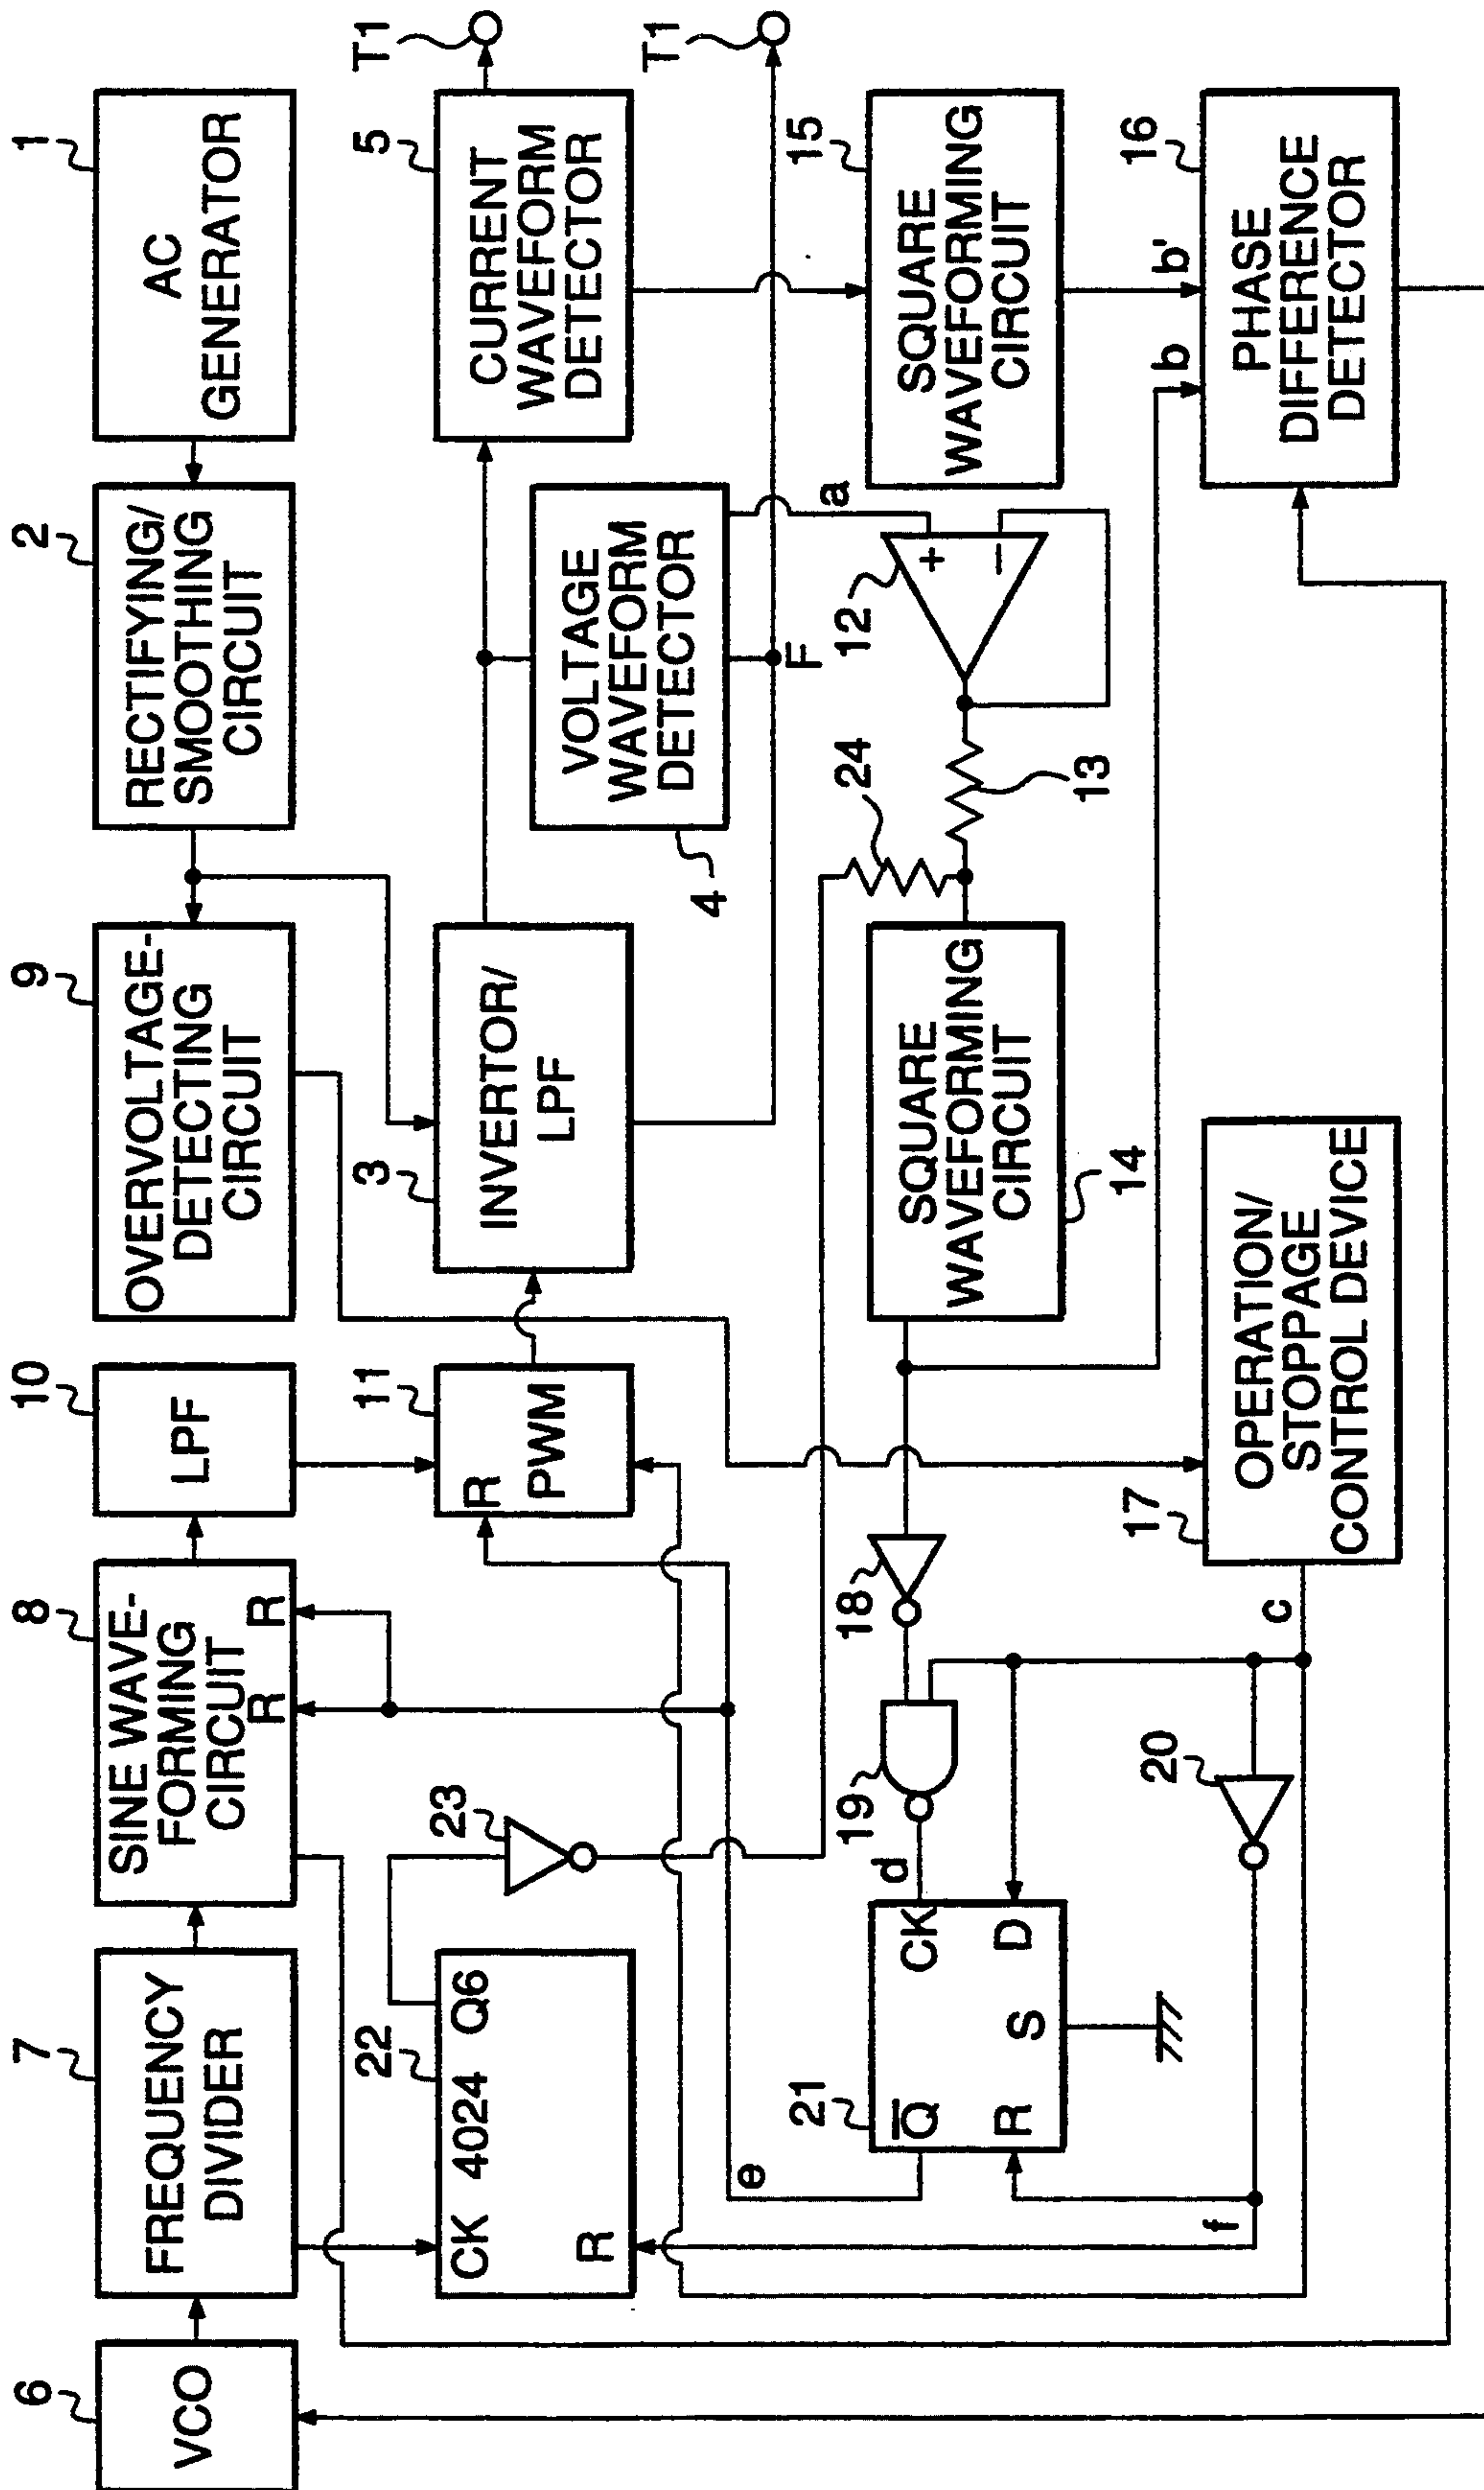 6
VCO
7
FREQUENCY
DIVIDER
8
SINE WAVE-
FORMING
CIRCUIT
R
R
10
LPF
9
OVERVOLTAGE-
DETECTING
CIRCUIT
2
RECTIFYING/
SMOOTHING
CIRCUIT
1
AC
GENERATOR
22
CK 4024 Q6
R
23
11
R
PWM
3
INVERTOR/
LPF
4
VOLTAGE
WAVEFORM
DETECTOR
5
CURRENT
WAVEFORM
DETECTOR
T1
T1
F
e
21
Q
CK
R
S
D
d
19
18
SQUARE
WAVEFORMING
CIRCUIT
14
24
13
12
+
−
a
15
SQUARE
WAVEFORMING
CIRCUIT
f
20
c
17
OPERATION/
STOPPAGE
CONTROL DEVICE
b
b'
16
PHASE
DIFFERENCE
DETECTOR